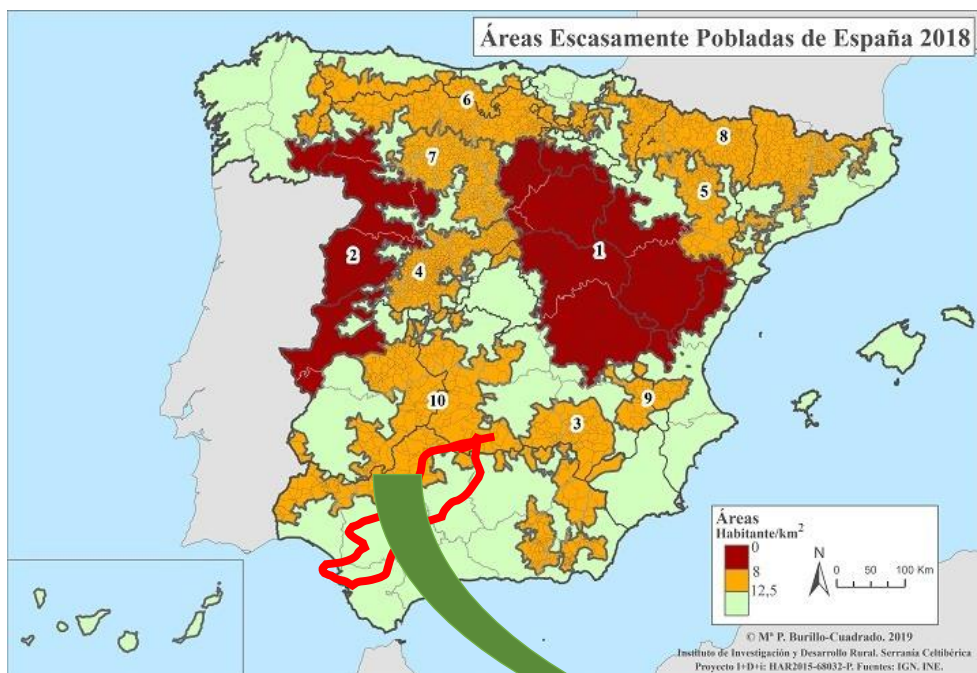 Áreas Escasamente Pobladas de España 2018
6
8
7
5
1
2
4
10
9
3
Áreas
Habitante/km²
0
8
12,5
N
0 50 100 Km
© Mª P. Burillo-Cuadrado. 2019
Instituto de Investigación y Desarrollo Rural. Serranía Celtibérica
Proyecto I+D+i: HAR2015-68032-P. Fuentes: IGN. INE.